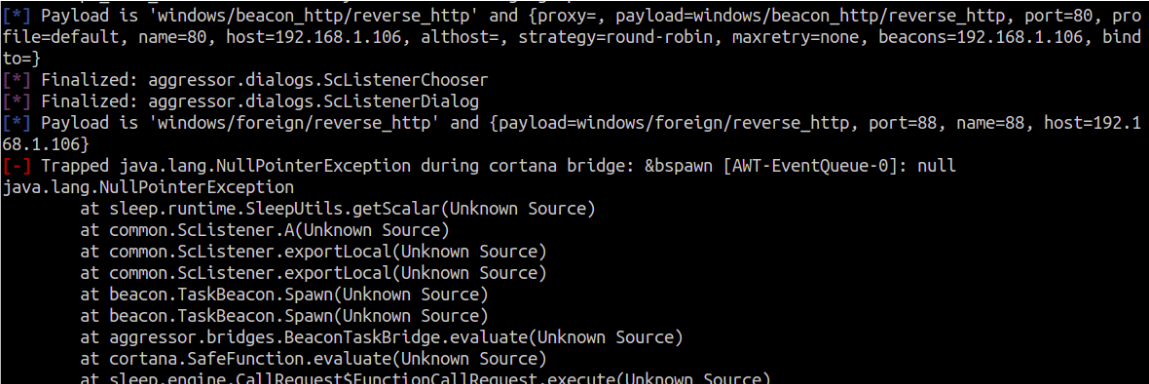 [*] Payload is 'windows/beacon_http/reverse_http' and {proxy=, payload=windows/beacon_http/reverse_http, port=80, pro
file=default, name=80, host=192.168.1.106, althost=, strategy=round-robin, maxretry=none, beacons=192.168.1.106, bind
to=}
[*] Finalized: aggressor.dialogs.ScListenerChooser
[*] Finalized: aggressor.dialogs.ScListenerDialog
[*] Payload is 'windows/foreign/reverse_http' and {payload=windows/foreign/reverse_http, port=88, name=88, host=192.1
68.1.106}
[-] Trapped java.lang.NullPointerException during cortana bridge: &bspawn [AWT-EventQueue-0]: null
java.lang.NullPointerException
at sleep.runtime.SleepUtils.getScalar(Unknown Source)
at common.ScListener.A(Unknown Source)
at common.ScListener.exportLocal(Unknown Source)
at common.ScListener.exportLocal(Unknown Source)
at beacon.TaskBeacon.Spawn(Unknown Source)
at beacon.TaskBeacon.Spawn(Unknown Source)
at aggressor.bridges.BeaconTaskBridge.evaluate(Unknown Source)
at cortana.SafeFunction.evaluate(Unknown Source)
at sleep.engine.CallRequest$FunctionCallRequest.execute(Unknown Source)